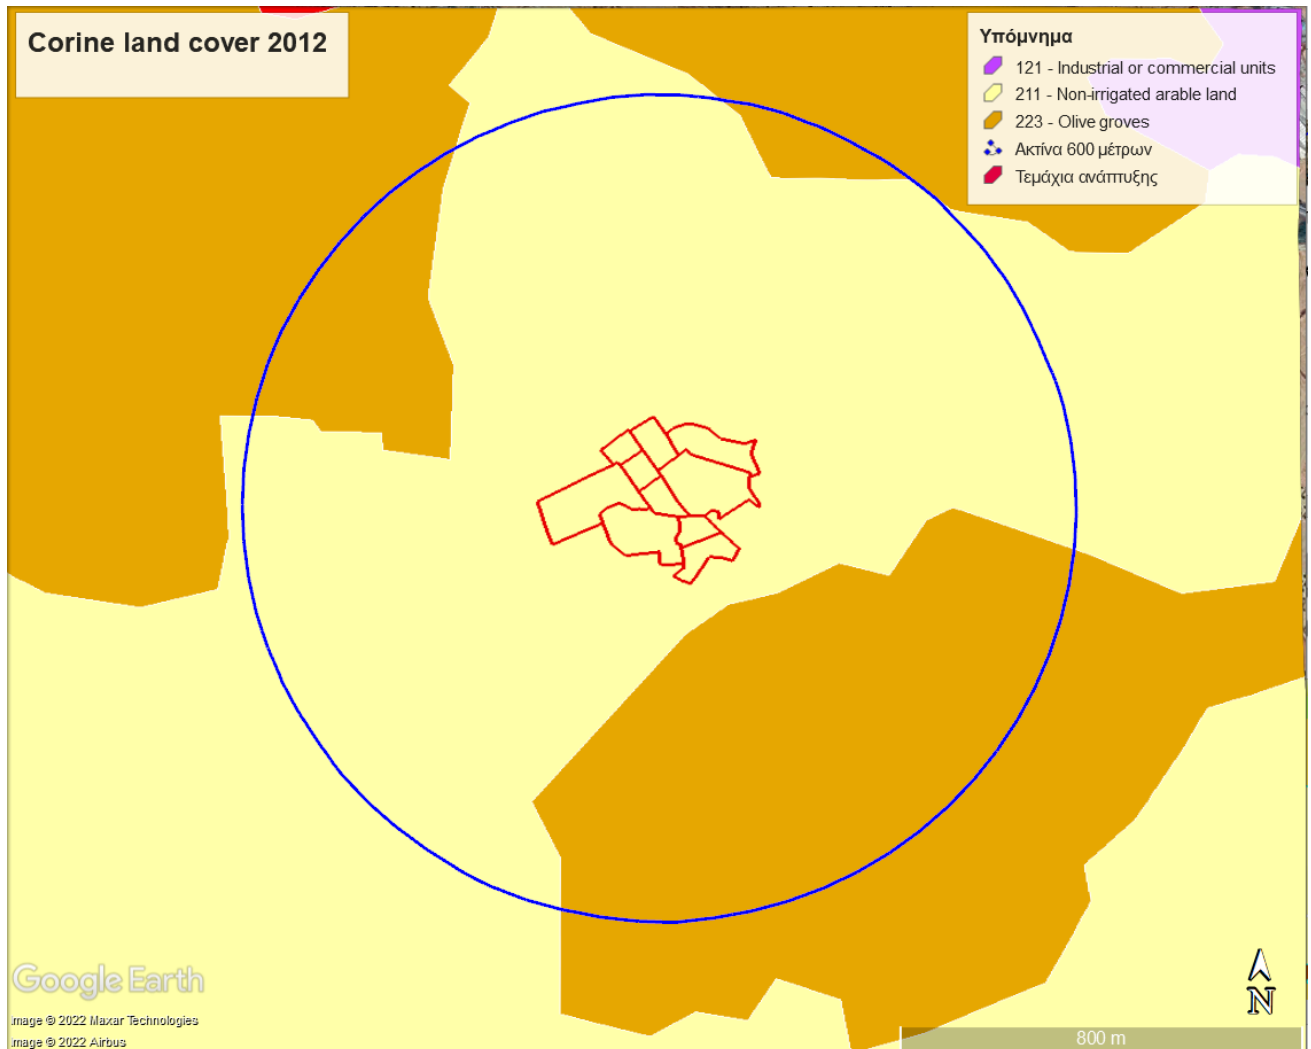 Corine land cover 2012
Υπόμνημα
121 - Industrial or commercial units
211 - Non-irrigated arable land
223 - Olive groves
Ακτίνα 600 μέτρων
Τεμάχια ανάπτυξης
Google Earth
Image © 2022 Maxar Technologies
Image © 2022 Airbus
N
800 m